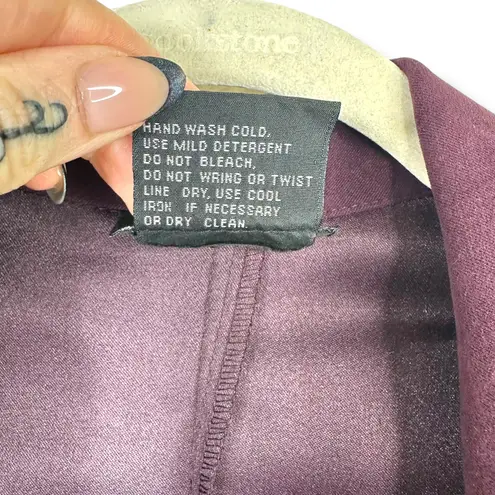 HAND WASH COLD,
USE MILD DETERGENT
DO NOT BLEACH,
DO NOT WRING OR TWIST
LINE DRY, USE COOL
IRON IF NECESSARY
OR DRY CLEAN.